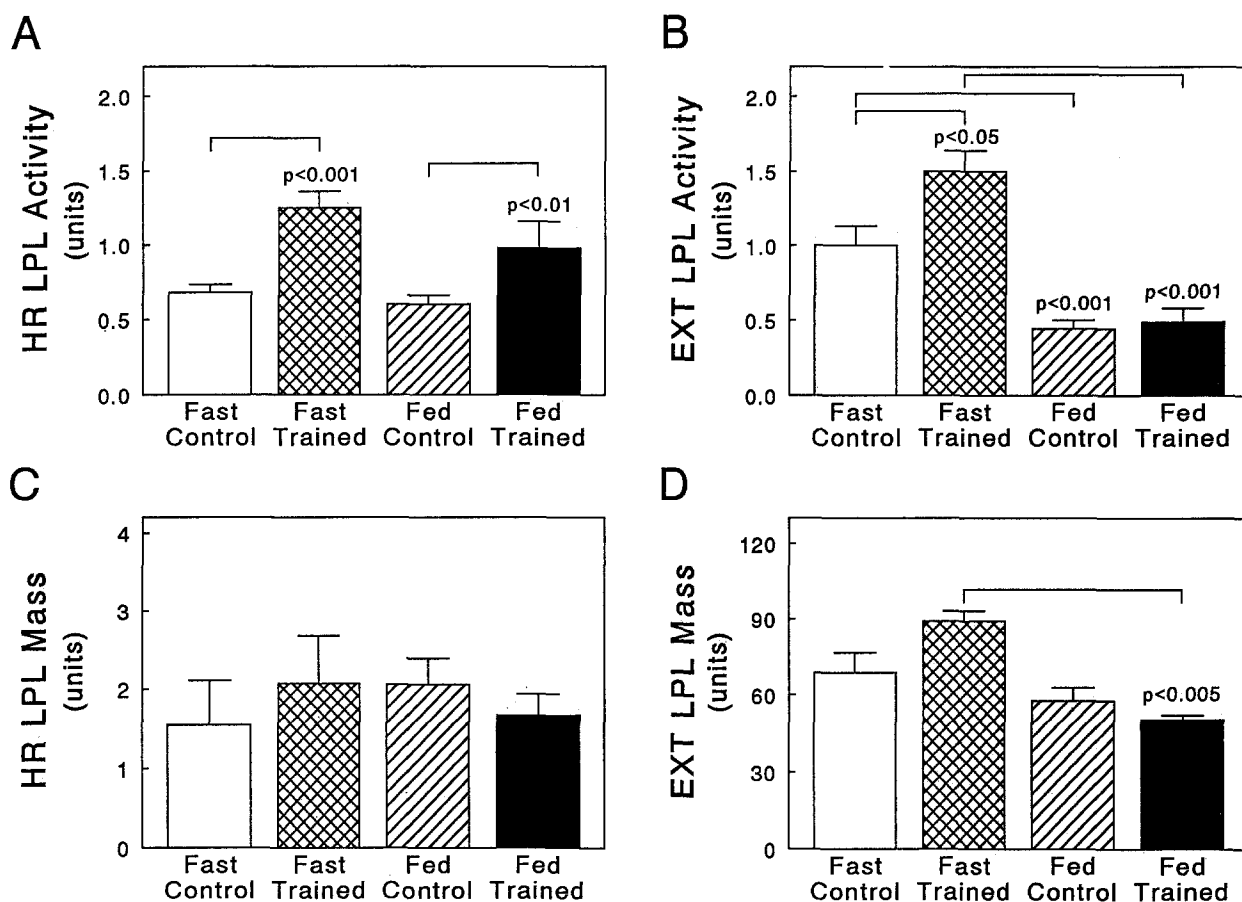 A
HR LPL Activity
(units)
2.0
1.5
1.0
0.5
0.0
p<0.001
p<0.01
Fast Control
Fast Trained
Fed Control
Fed Trained
B
EXT LPL Activity
(units)
2.0
1.5
1.0
0.5
0.0
p<0.05
p<0.001
p<0.001
Fast Control
Fast Trained
Fed Control
Fed Trained
C
HR LPL Mass
(units)
4
3
2
1
0
Fast Control
Fast Trained
Fed Control
Fed Trained
D
EXT LPL Mass
(units)
120
90
60
30
0
p<0.005
Fast Control
Fast Trained
Fed Control
Fed Trained